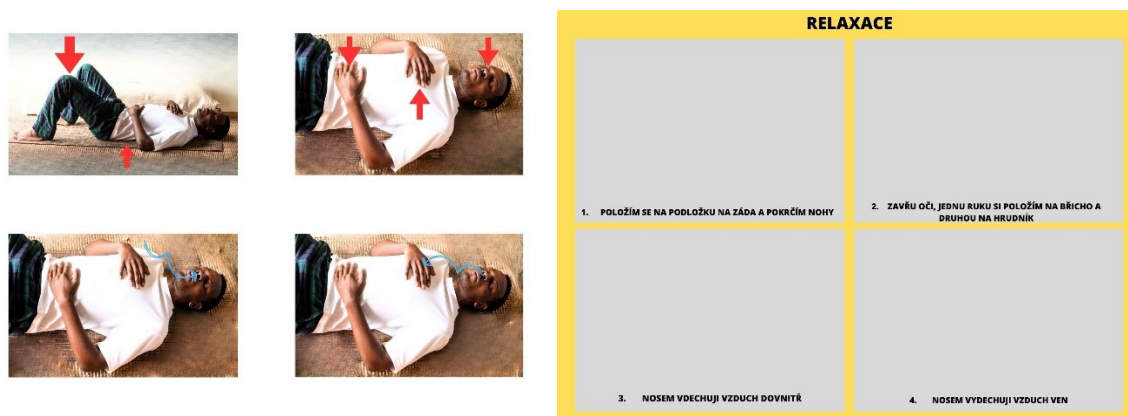 RELAXACE
1. POLOŽÍM SE NA PODLOŽKU NA ZÁDA A POKRČÍM NOHY
2. ZAVŘU OČI, JEDNU RUKU SI POLOŽÍM NA BŘICHO A
DRUHOU NA HRUDNÍK
3. NOSEM VDECHUJI VZDUCH DOVNITŘ
4. NOSEM VYDECHUJI VZDUCH VEN